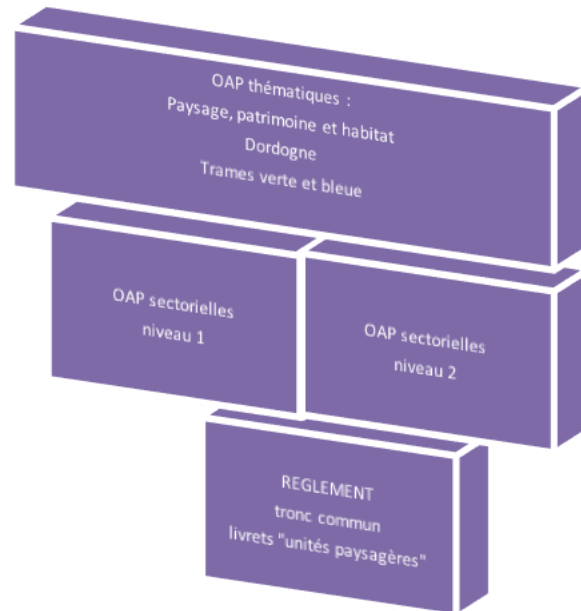 OAP thématiques :
Paysage, patrimoine et habitat
Dordogne
Trames verte et bleue
OAP sectorielles
niveau 1
OAP sectorielles
niveau 2
REGLEMENT
tronc commun
livrets "unités paysagères"